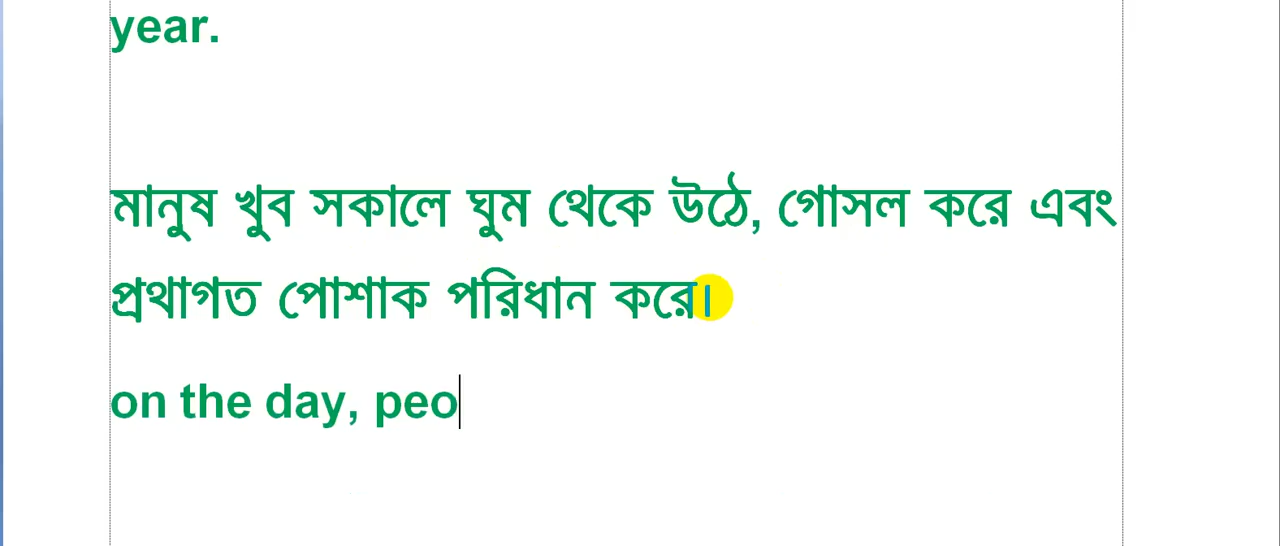 year.
মানুষ খুব সকালে ঘুম থেকে উঠে, গোসল করে এবং
প্রথাগত পোশাক পরিধান করে।
on the day, peo